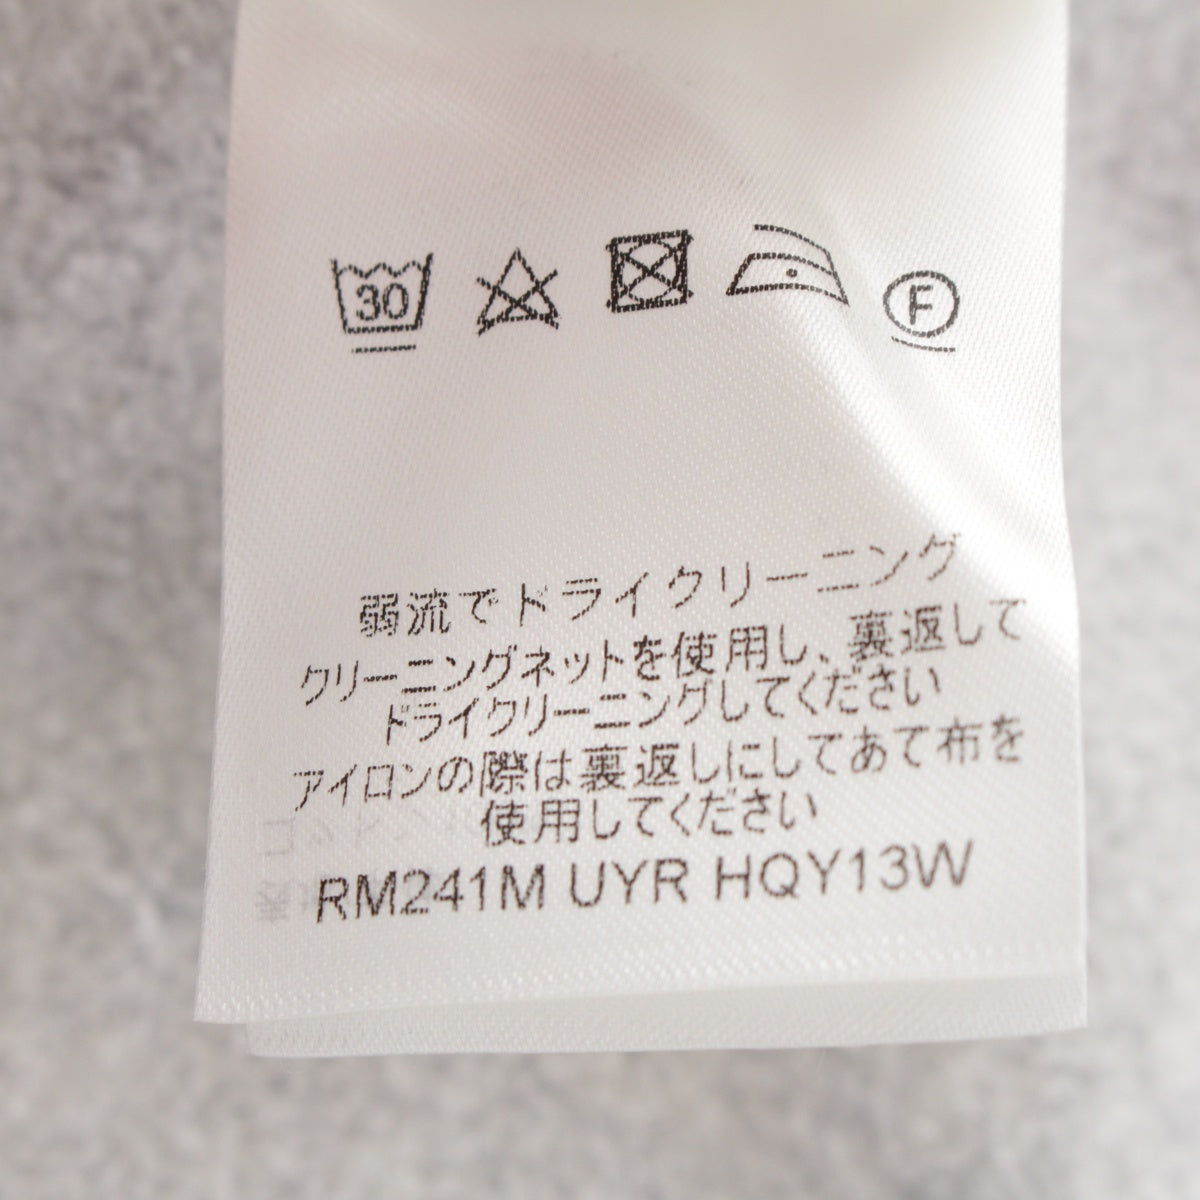 30
F
弱流でドライクリーニング
クリーニングネットを使用し、裏返して
ドライクリーニングしてください
アイロンの際は裏返しにしてあて布を
使用してください
RM241M UYR HQY13W